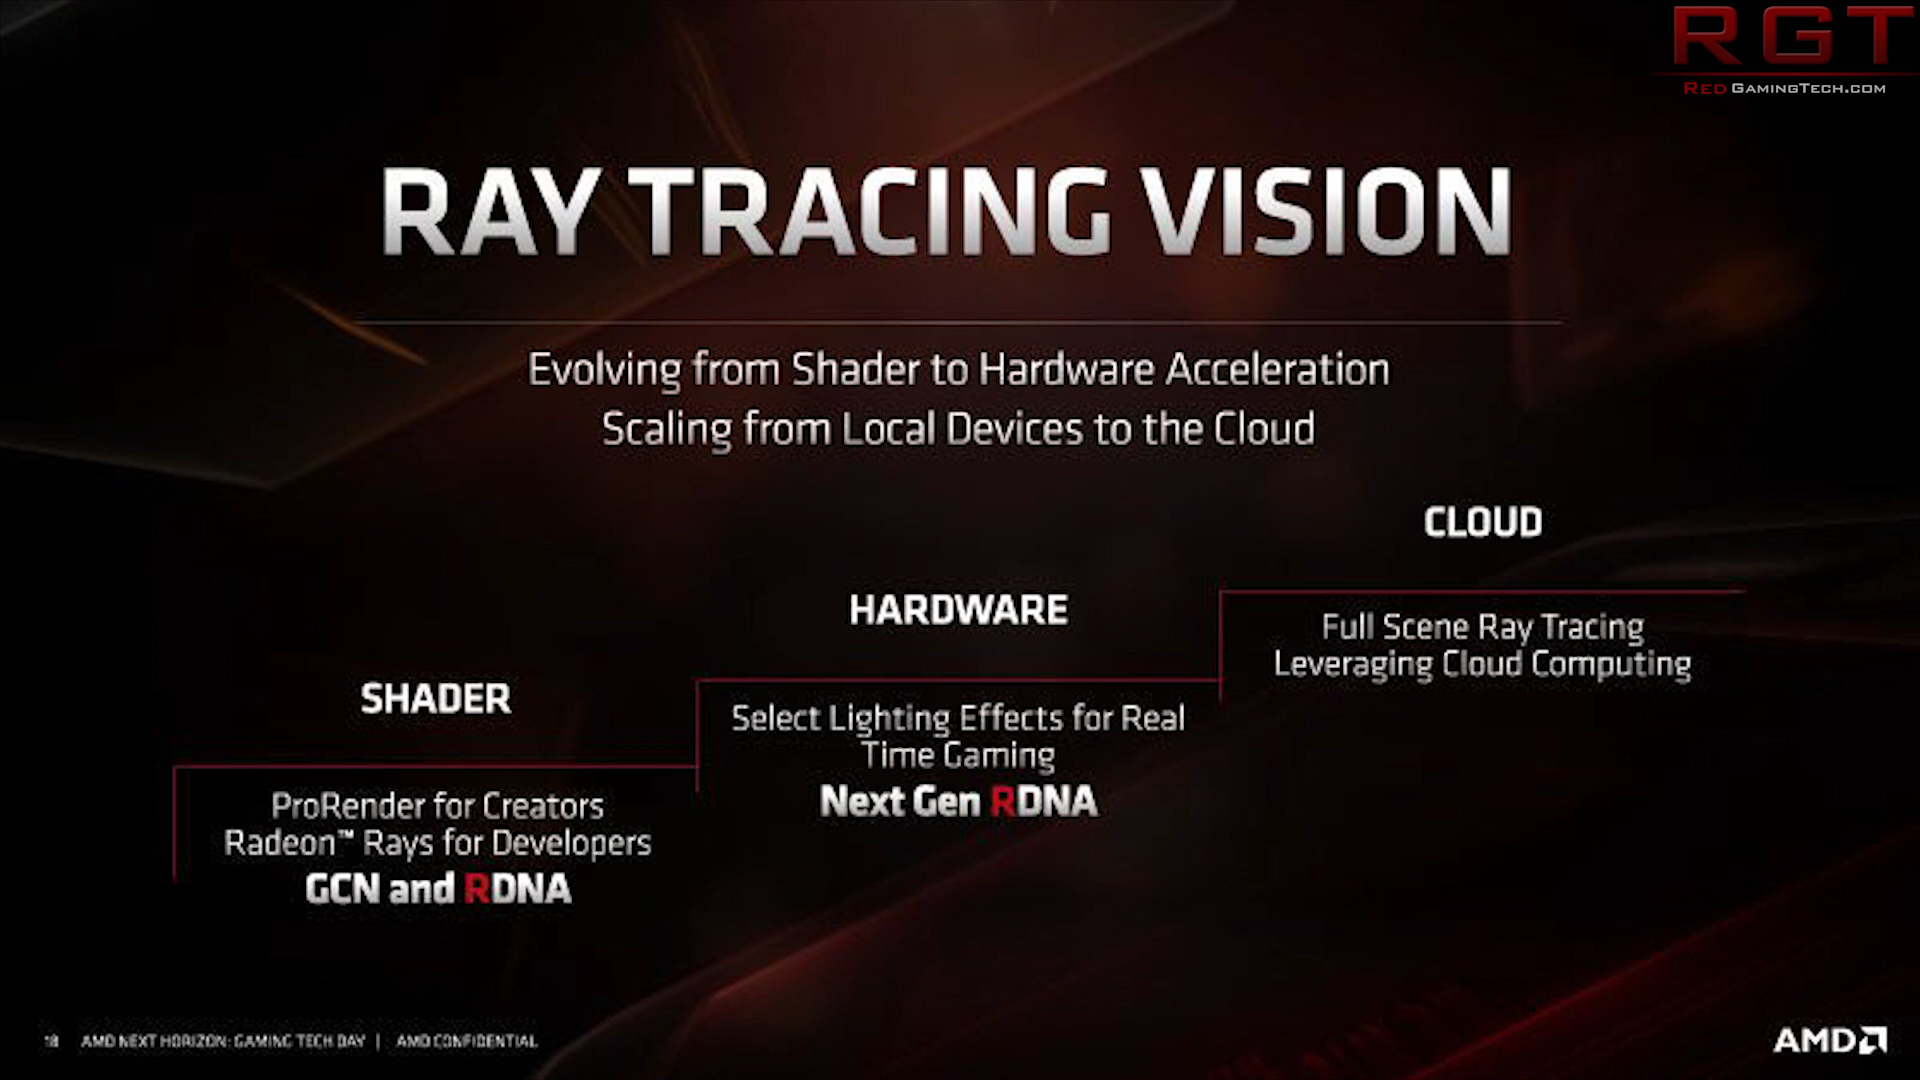 RGT
RED GAMINGTECH.COM
RAY TRACING VISION
Evolving from Shader to Hardware Acceleration
Scaling from Local Devices to the Cloud
SHADER
ProRender for Creators
Radeon™ Rays for Developers
GCN and RDNA
HARDWARE
Select Lighting Effects for Real
Time Gaming
Next Gen RDNA
CLOUD
Full Scene Ray Tracing
Leveraging Cloud Computing
18 AMD NEXT HORIZON: GAMING TECH DAY | AMD CONFIDENTIAL
AMD